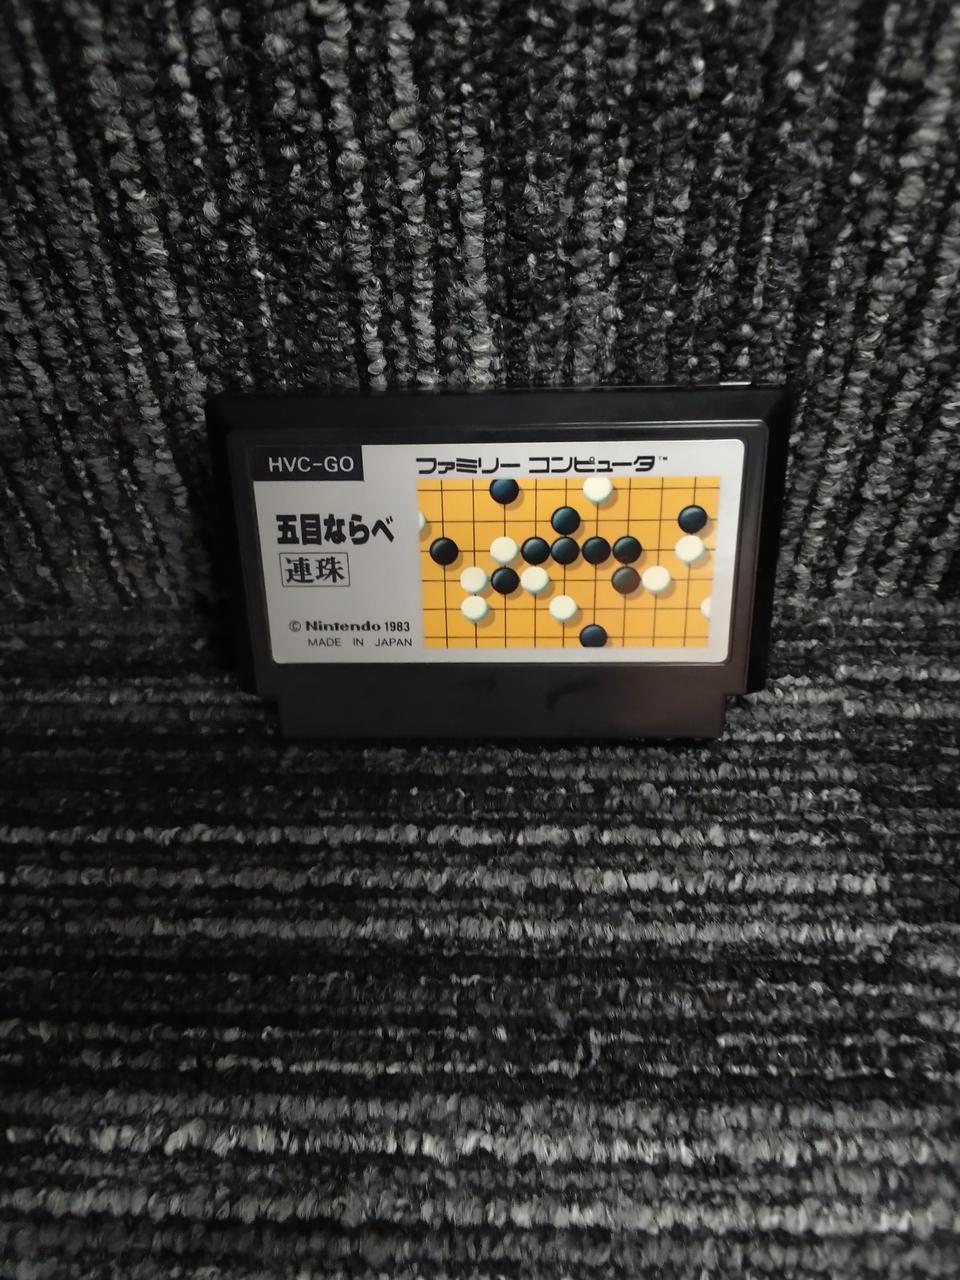 HVC-GO
ファミリー コンピュータ™
五目ならべ
連珠
© Nintendo 1983
MADE IN JAPAN